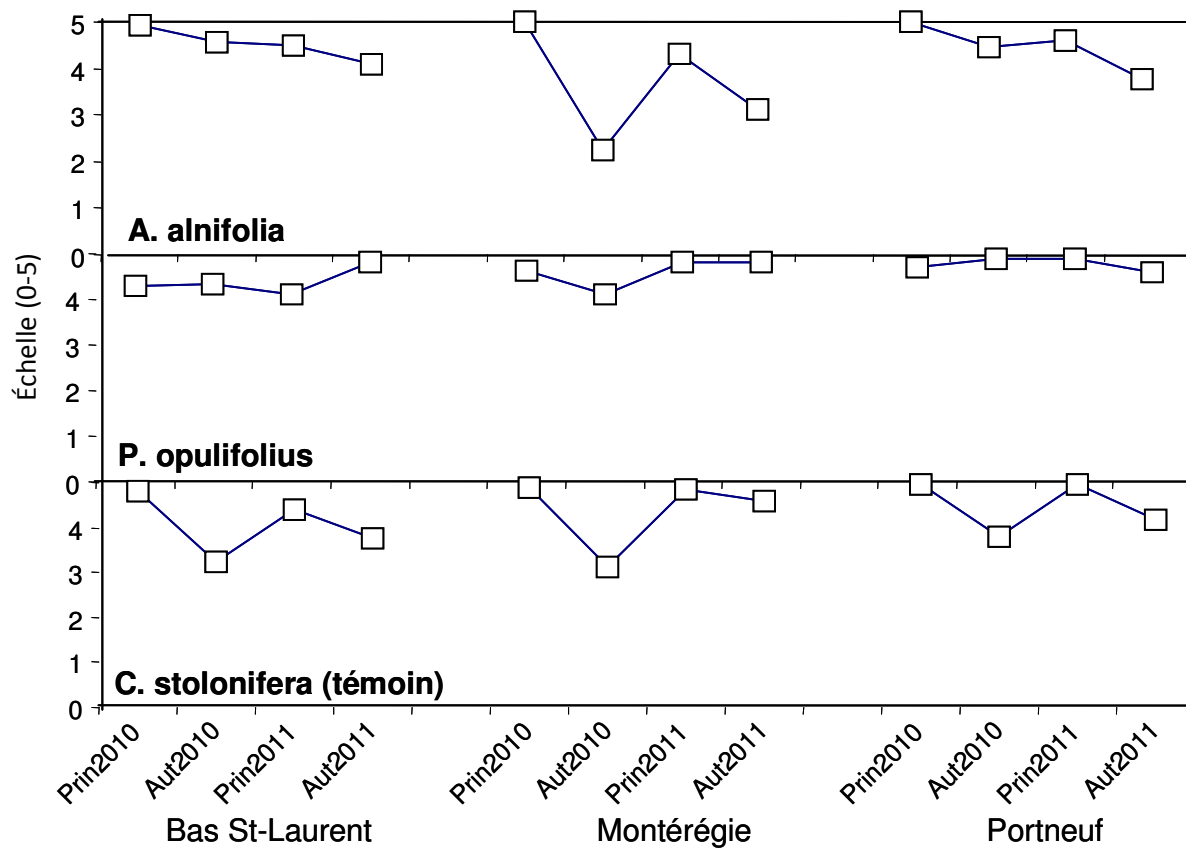 5
4
3
2
1
A. alnifolia
0
4
3
2
1
P. opulifolius
0
4
3
2
1
C. stolonifera (témoin)
0
Échelle (0-5)
Prin2010 Aut2010 Prin2011 Aut2011 Prin2010 Aut2010 Prin2011 Aut2011 Prin2010 Aut2010 Prin2011 Aut2011
Bas St-Laurent Montérégie Portneuf